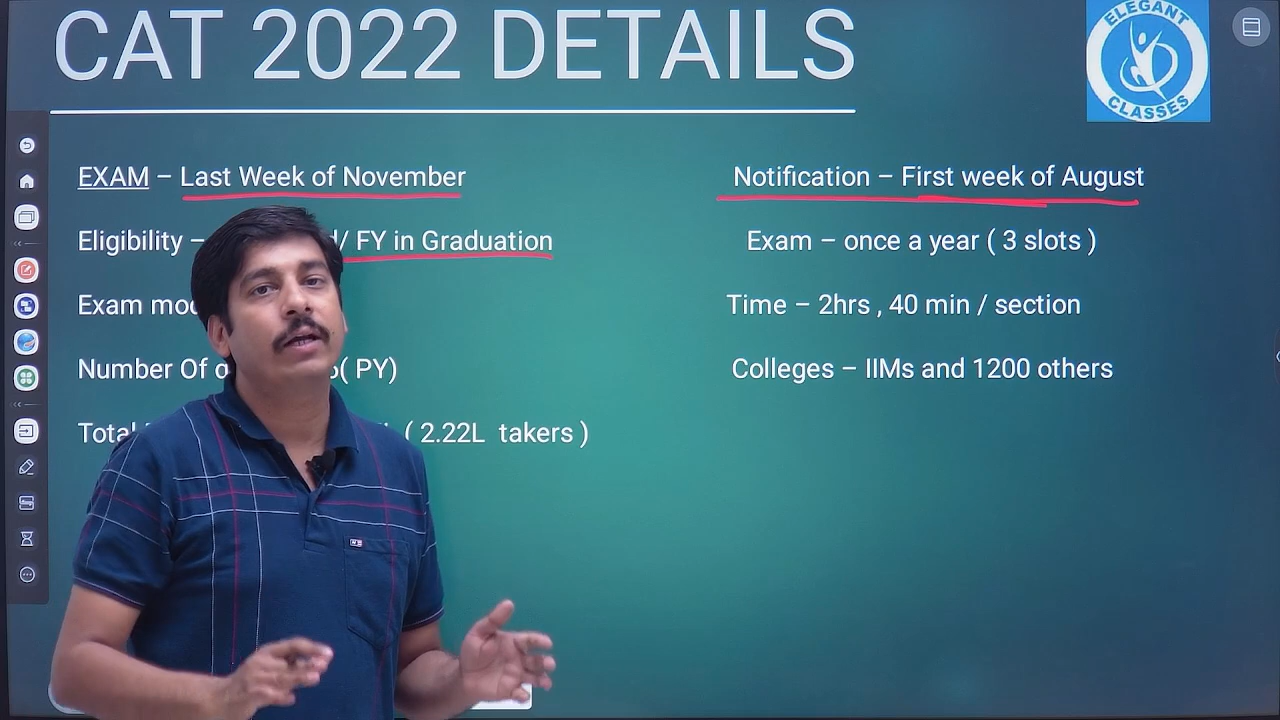 CAT 2022 DETAILS
ELEGANT
CLASSES
EXAM – Last Week of November
Notification – First week of August
Eligibility – / FY in Graduation
Exam – once a year ( 3 slots )
Exam
Time – 2hrs , 40 min / section
Number Of ( PY)
Colleges – IIMs and 1200 others
Total ( 2.22L takers )